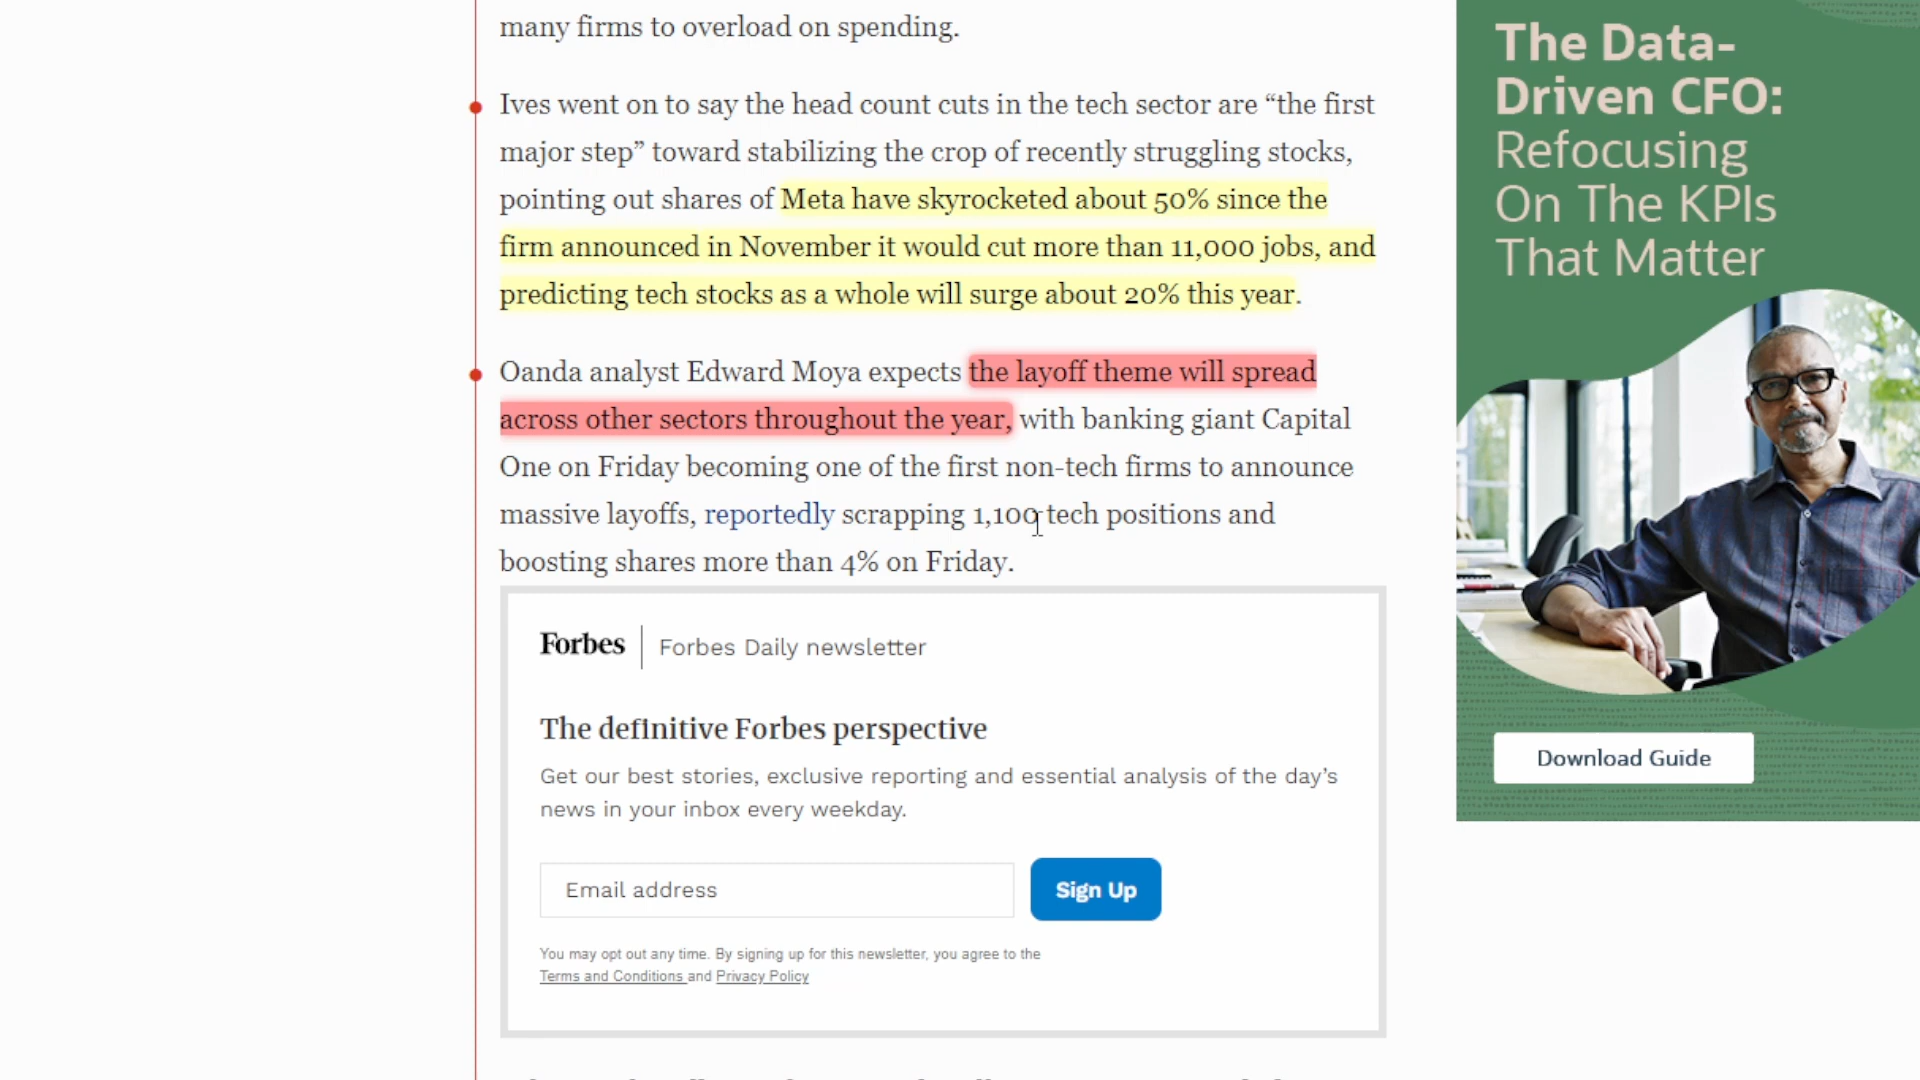 many firms to overload on spending.
Ives went on to say the head count cuts in the tech sector are “the first
major step” toward stabilizing the crop of recently struggling stocks,
pointing out shares of Meta have skyrocketed about 50% since the
firm announced in November it would cut more than 11,000 jobs, and
predicting tech stocks as a whole will surge about 20% this year.
Oanda analyst Edward Moya expects the layoff theme will spread
across other sectors throughout the year, with banking giant Capital
One on Friday becoming one of the first non-tech firms to announce
massive layoffs, reportedly scrapping 1,100 tech positions and
boosting shares more than 4% on Friday.
Forbes
Forbes Daily newsletter
The definitive Forbes perspective
Get our best stories, exclusive reporting and essential analysis of the day’s
news in your inbox every weekday.
Email address
Sign Up
You may opt out any time. By signing up for this newsletter, you agree to the
Terms and Conditions and Privacy Policy
The Data-
Driven CFO:
Refocusing
On The KPIs
That Matter
Download Guide